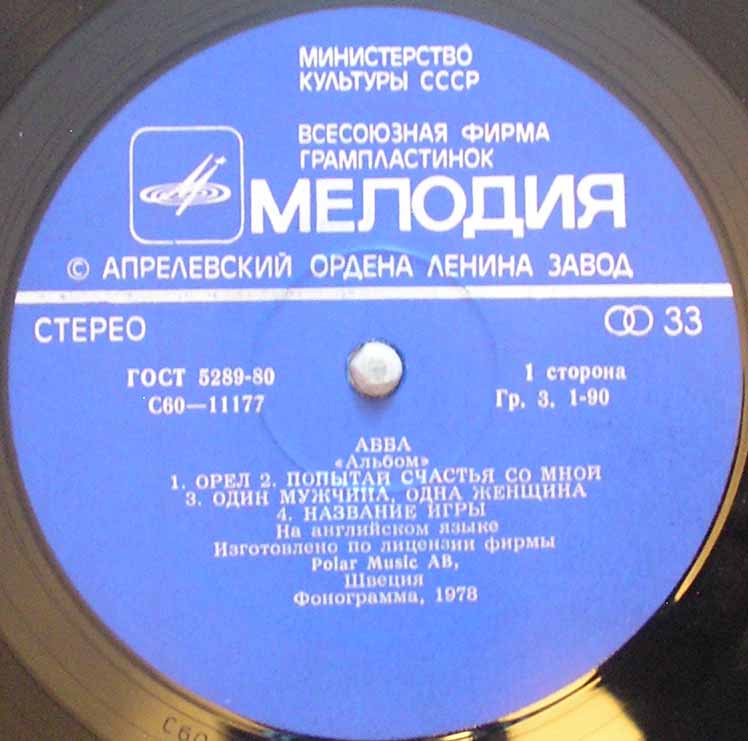 МИНИСТЕРСТВО
КУЛЬТУРЫ СССР
ВСЕСОЮЗНАЯ ФИРМА
ГРАМПЛАСТИНОК
МЕЛОДИЯ
© АПРЕЛЕВСКИЙ ОРДЕНА ЛЕНИНА ЗАВОД
СТЕРЕО
33
ГОСТ 5289-80
1 сторона
С60—11177
Гр. 3. 1-90
АББА
«Альбом»
1. ОРЕЛ 2. ПОПЫТАЙ СЧАСТЬЯ СО МНОЙ
3. ОДИН МУЖЧИНА, ОДНА ЖЕНЩИНА
4. НАЗВАНИЕ ИГРЫ
На английском языке
Изготовлено по лицензии фирмы
Polar Music AB,
Швеция
Фонограмма, 1978
С60